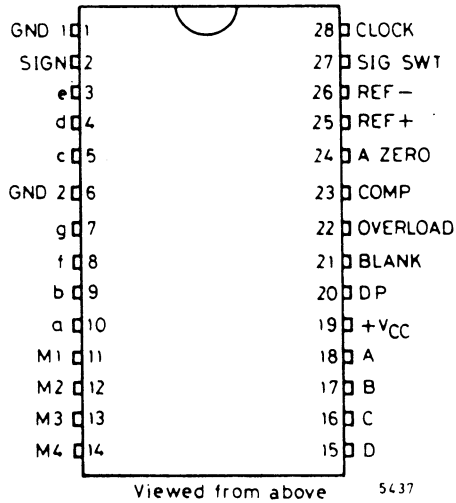 GND 1 1 28 CLOCK
SIGN 2 27 SIG SWT
e 3 26 REF-
d 4 25 REF+
c 5 24 A ZERO
GND 2 6 23 COMP
g 7 22 OVERLOAD
f 8 21 BLANK
b 9 20 DP
a 10 19 +VCC
M1 11 18 A
M2 12 17 B
M3 13 16 C
M4 14 15 D
Viewed from above 5437